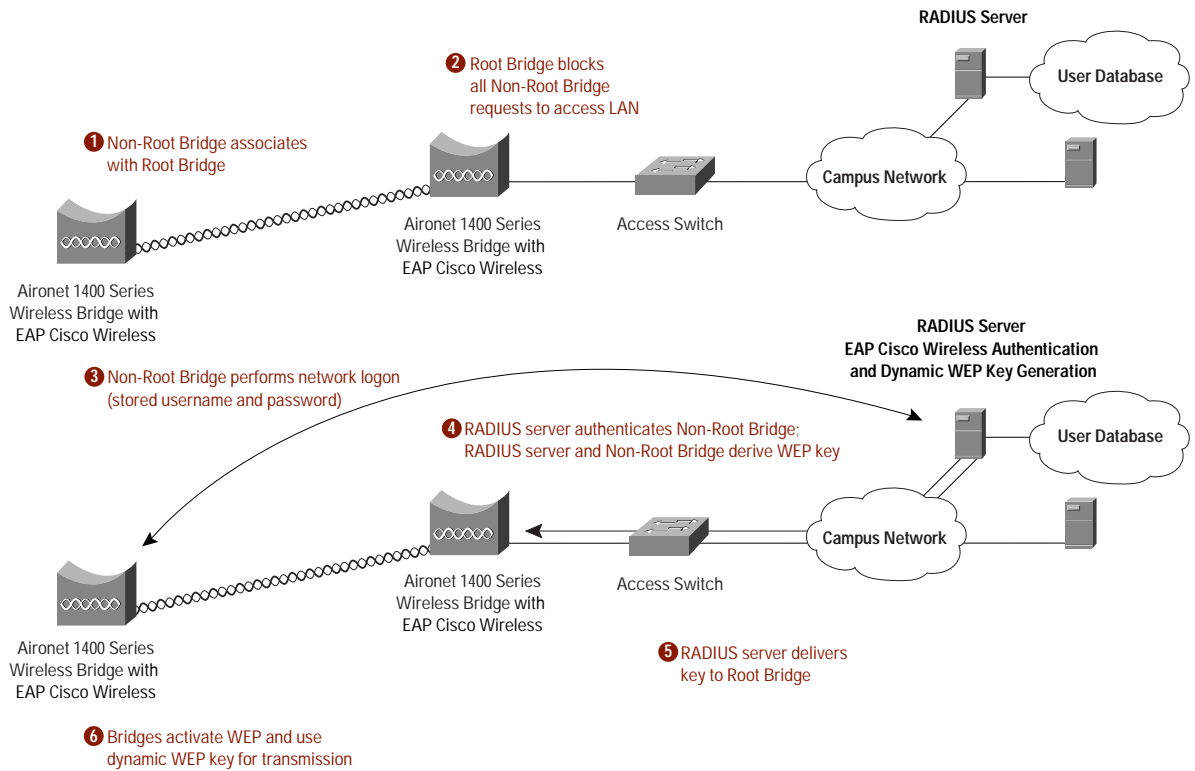 RADIUS Server
User Database
2 Root Bridge blocks
all Non-Root Bridge
requests to access LAN
1 Non-Root Bridge associates
with Root Bridge
Campus Network
Aironet 1400 Series
Wireless Bridge with
EAP Cisco Wireless
Access Switch
Aironet 1400 Series
Wireless Bridge with
EAP Cisco Wireless
RADIUS Server
EAP Cisco Wireless Authentication
and Dynamic WEP Key Generation
3 Non-Root Bridge performs network logon
(stored username and password)
4 RADIUS server authenticates Non-Root Bridge;
RADIUS server and Non-Root Bridge derive WEP key
User Database
Campus Network
Aironet 1400 Series
Wireless Bridge with
EAP Cisco Wireless
Access Switch
Aironet 1400 Series
Wireless Bridge with
EAP Cisco Wireless
5 RADIUS server delivers
key to Root Bridge
6 Bridges activate WEP and use
dynamic WEP key for transmission